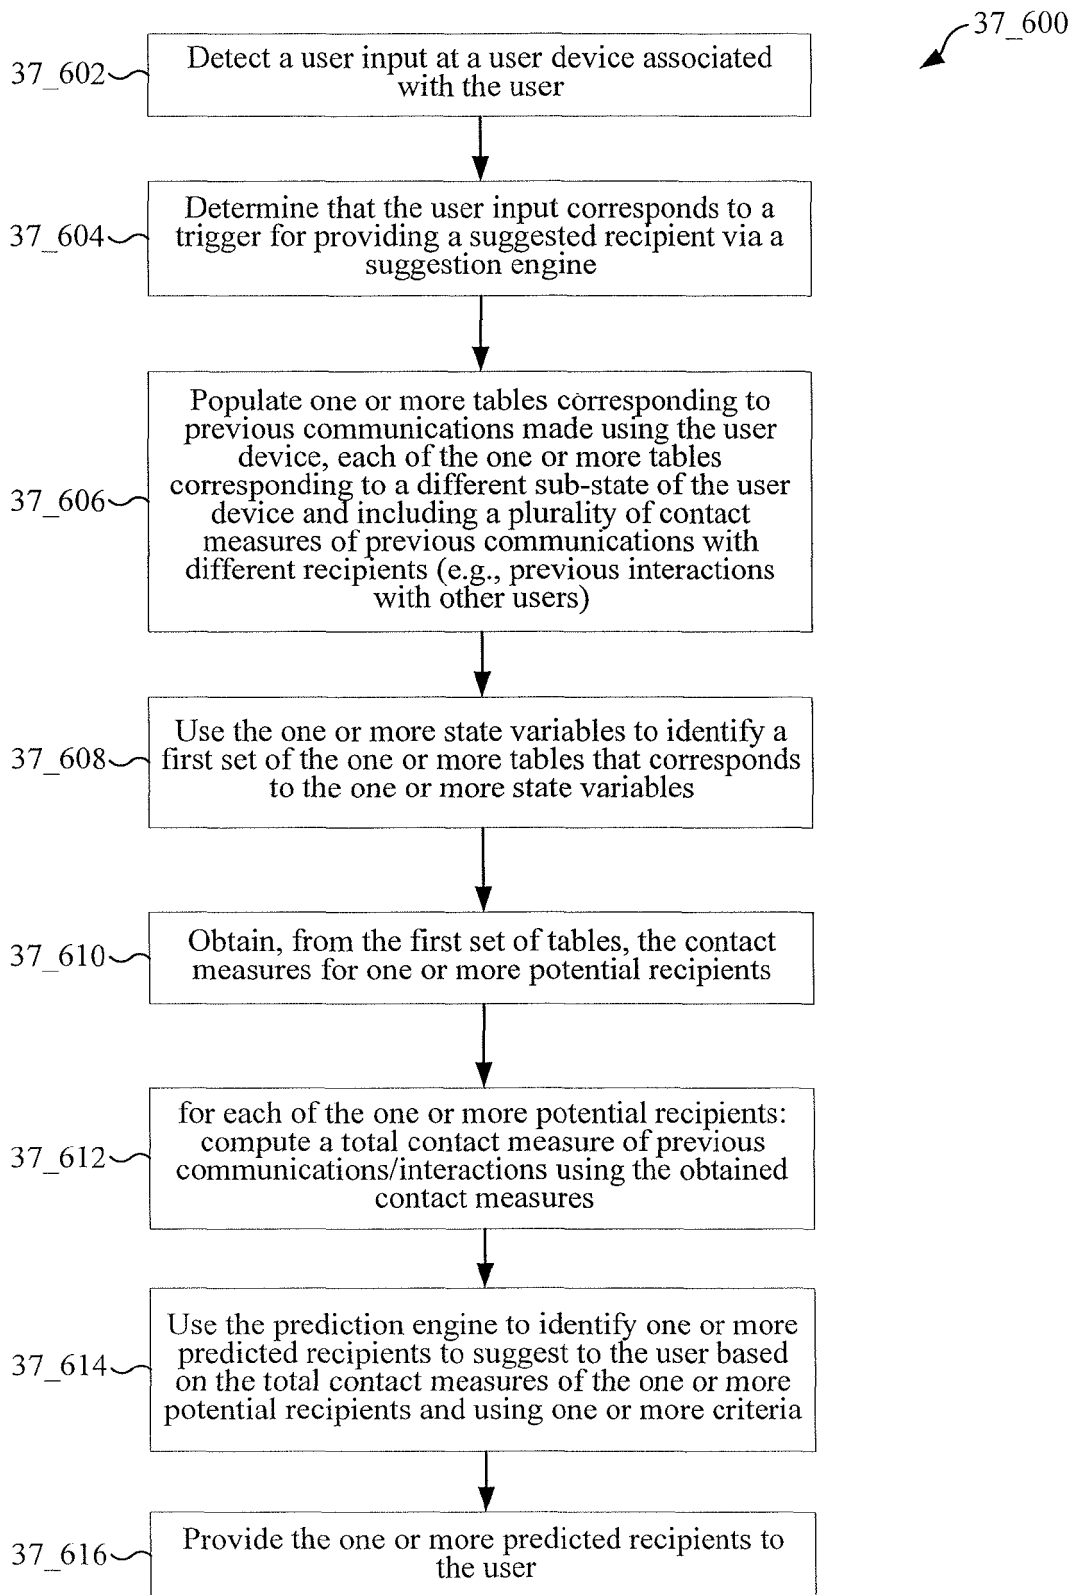 37_600
37_602
Detect a user input at a user device associated
with the user
37_604
Determine that the user input corresponds to a
trigger for providing a suggested recipient via a
suggestion engine
37_606
Populate one or more tables corresponding to
previous communications made using the user
device, each of the one or more tables
corresponding to a different sub-state of the user
device and including a plurality of contact
measures of previous communications with
different recipients (e.g., previous interactions
with other users)
37_608
Use the one or more state variables to identify a
first set of the one or more tables that corresponds
to the one or more state variables
37_610
Obtain, from the first set of tables, the contact
measures for one or more potential recipients
37_612
for each of the one or more potential recipients:
compute a total contact measure of previous
communications/interactions using the obtained
contact measures
37_614
Use the prediction engine to identify one or more
predicted recipients to suggest to the user based
on the total contact measures of the one or more
potential recipients and using one or more criteria
37_616
Provide the one or more predicted recipients to
the user